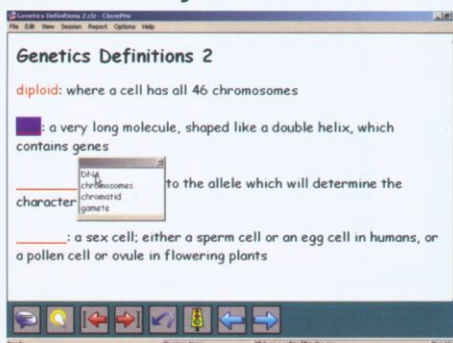 Genetics Definitions 2.clz - ClozePro
File Edit View Session Report Options Help
Genetics Definitions 2
diploid: where a cell has all 46 chromosomes
: a very long molecule, shaped like a double helix, which
contains genes
to the allele which will determine the
character
DNA
chromosomes
chromatid
gamete
: a sex cell; either a sperm cell or an egg cell in humans, or
a pollen cell or ovule in flowering plants